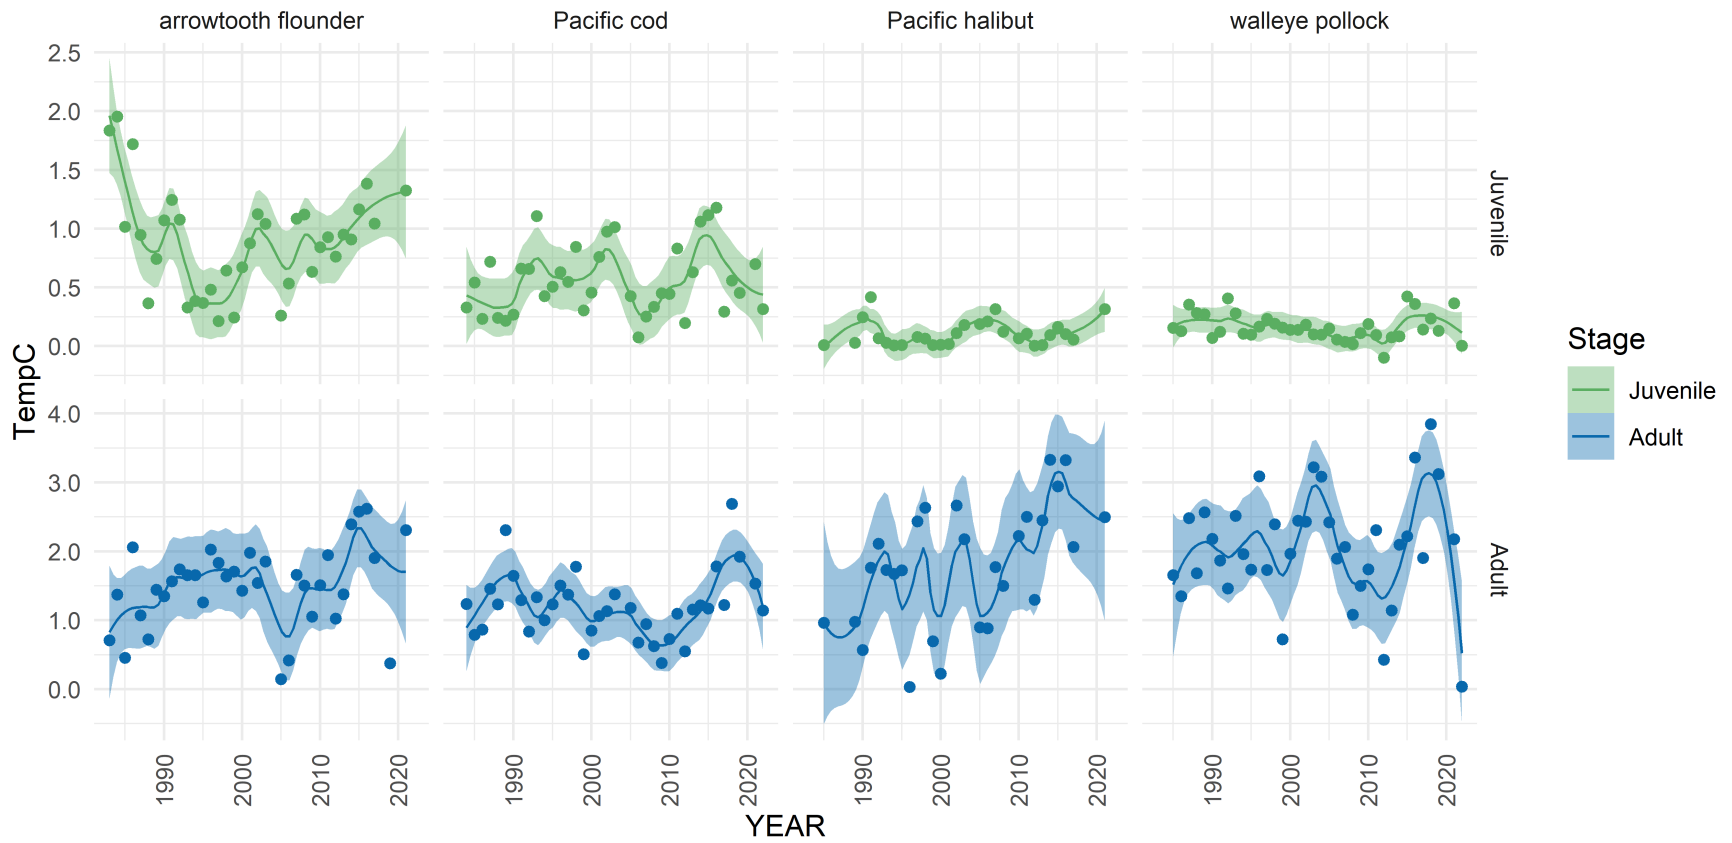 arrowtooth flounder Pacific cod Pacific halibut walleye pollock
2.5
2.0
1.5
1.0
0.5
0.0
Juvenile
TempC
4.0
3.0
2.0
1.0
0.0
Adult
1990 2000 2010 2020 1990 2000 2010 2020 1990 2000 2010 2020 1990 2000 2010 2020
YEAR
Stage
Juvenile
Adult